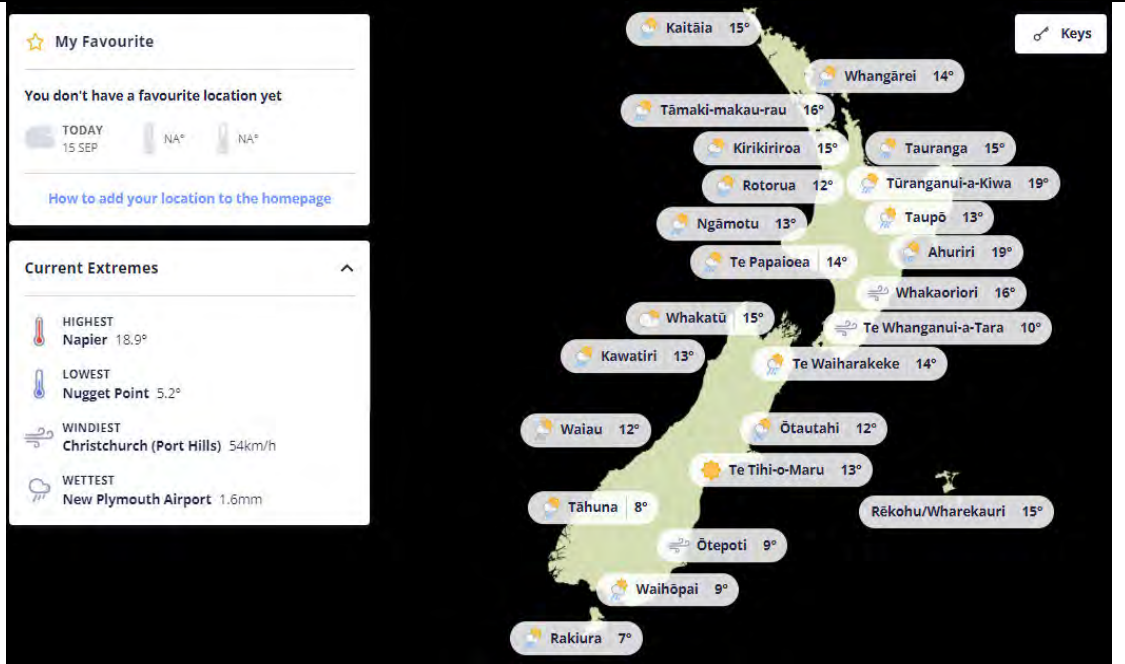 My Favourite
You don't have a favourite location yet
TODAY
15 SEP
NA°
NA°
How to add your location to the homepage
Current Extremes
HIGHEST
Napier 18.9°
LOWEST
Nugget Point 5.2°
WINDIEST
Christchurch (Port Hills) 54km/h
WETTEST
New Plymouth Airport 1.6mm
Keys
Kaitāia 15°
Whangārei 14°
Tāmaki-makau-rau 16°
Kirikiriroa 15°
Tauranga 15°
Rotorua 12°
Tūranganui-a-Kiwa 19°
Ngāmotu 13°
Taupō 13°
Te Papaioea 14°
Ahuriri 19°
Whakaoriori 16°
Whakatū 15°
Te Whanganui-a-Tara 10°
Kawatiri 13°
Te Waiharakeke 14°
Waiau 12°
Ōtautahi 12°
Te Tihi-o-Maru 13°
Tāhuna 8°
Rēkohu/Wharekauri 15°
Ōtepoti 9°
Waihōpai 9°
Rakiura 7°